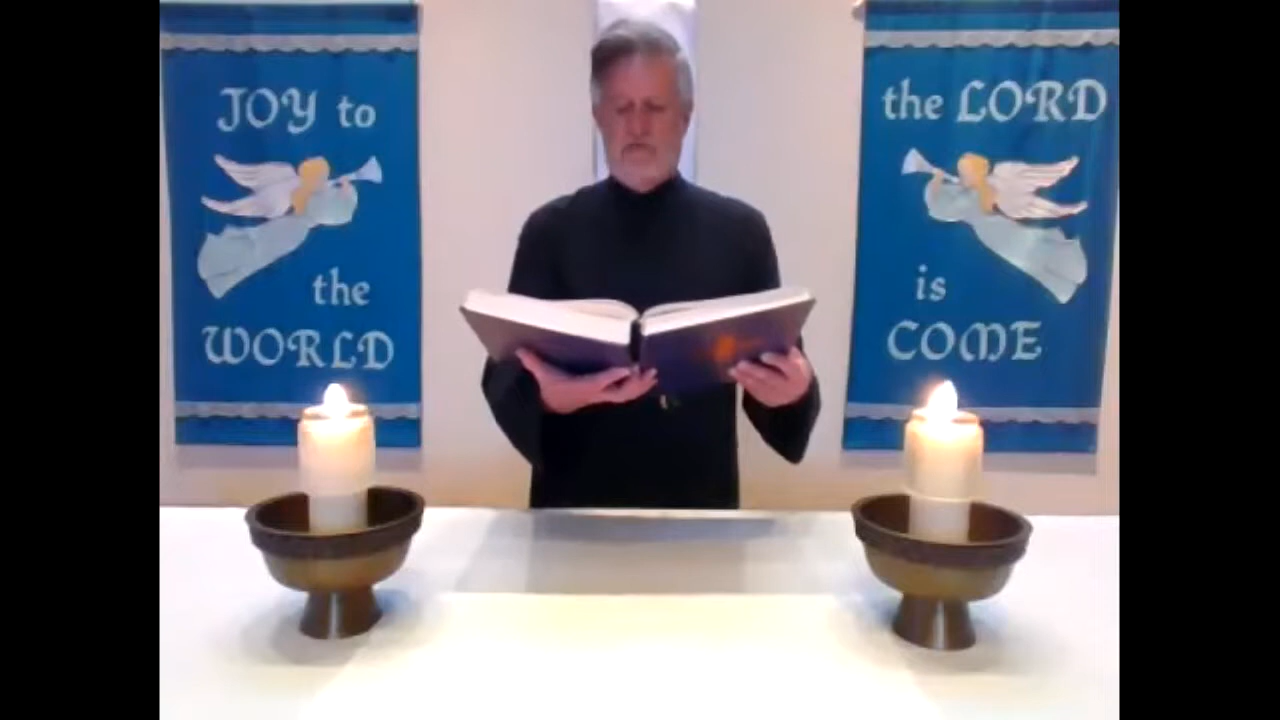 JOY to
the
WORLD
the LORD
is
COME